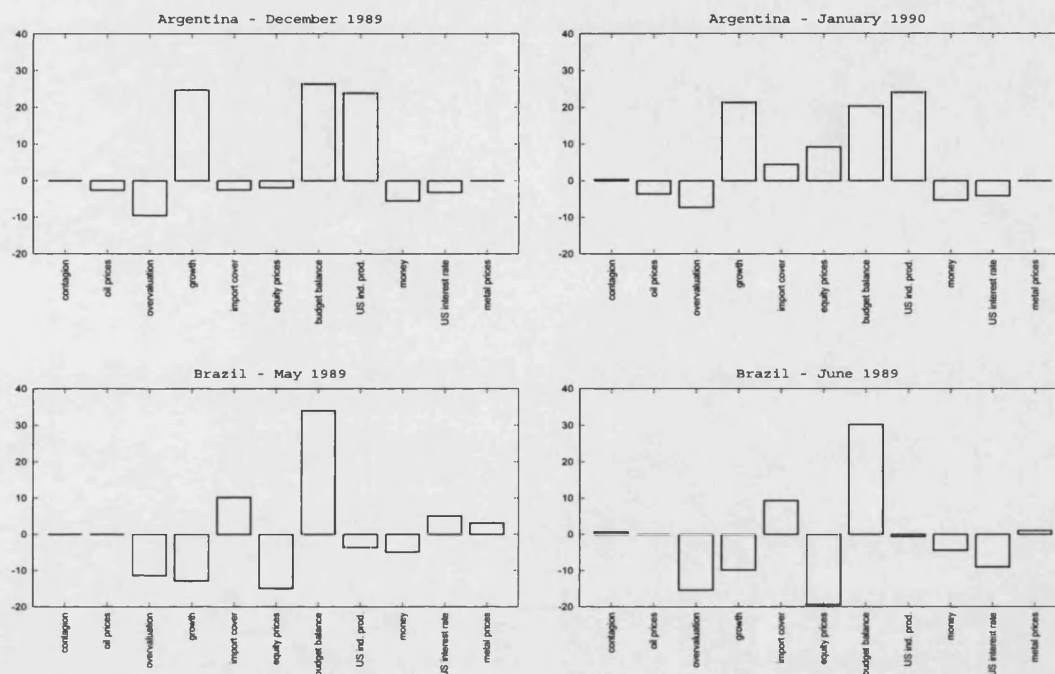 Argentina - December 1989
40
30
20
10
0
-10
-20
contagion
oil prices
overvaluation
growth
import cover
equity prices
budget balance
US ind. prod.
money
US interest rate
metal prices
Argentina - January 1990
40
30
20
10
0
-10
-20
contagion
oil prices
overvaluation
growth
import cover
equity prices
budget balance
US ind. prod.
money
US interest rate
metal prices
Brazil - May 1989
40
30
20
10
0
-10
-20
contagion
oil prices
overvaluation
growth
import cover
equity prices
budget balance
US ind. prod.
money
US interest rate
metal prices
Brazil - June 1989
40
30
20
10
0
-10
-20
contagion
oil prices
overvaluation
growth
import cover
equity prices
budget balance
US ind. prod.
money
US interest rate
metal prices